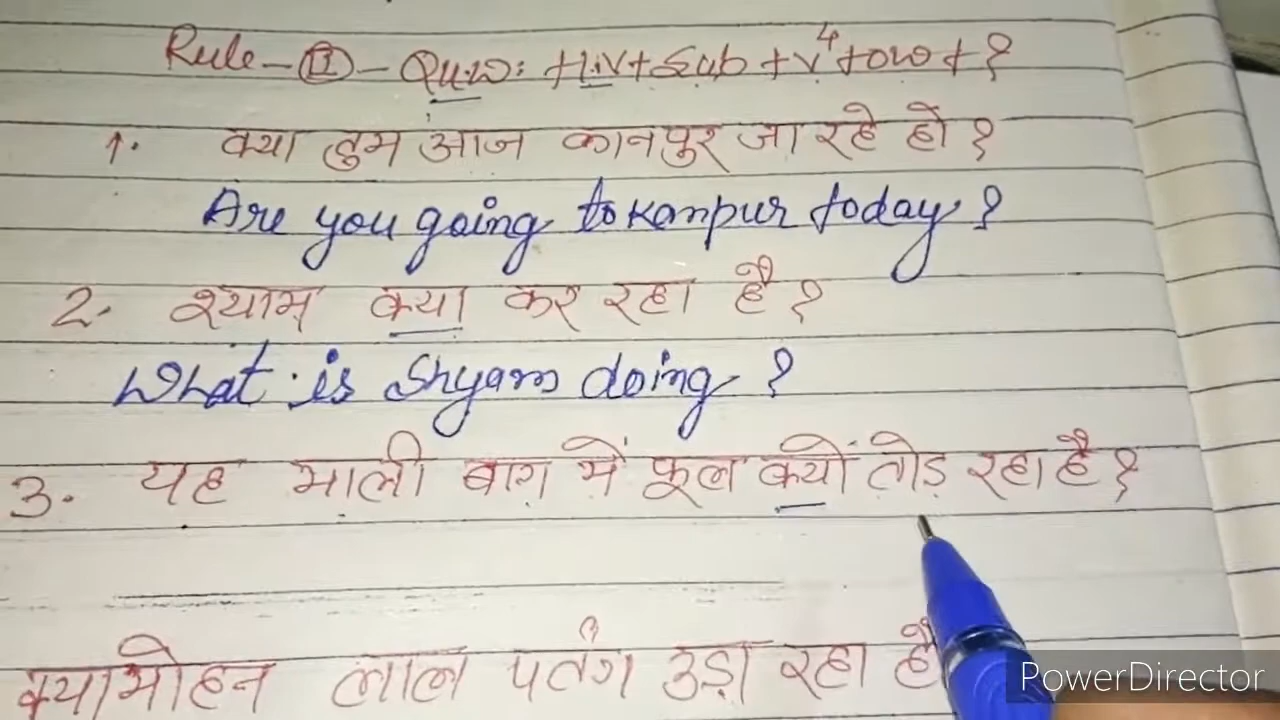 Rule - II - Qu.w: + H.V + Sub + V⁴ + ow + ?
1. क्या तुम आज कानपुर जा रहे हो ?
Are you going to Kanpur today ?
2. श्याम क्या कर रहा है ?
What is Shyam doing ?
3. यह माली बाग में फूल क्यों तोड़ रहा है ?
क्या मोहन लाल पतंग उड़ा रहा है
PowerDirector